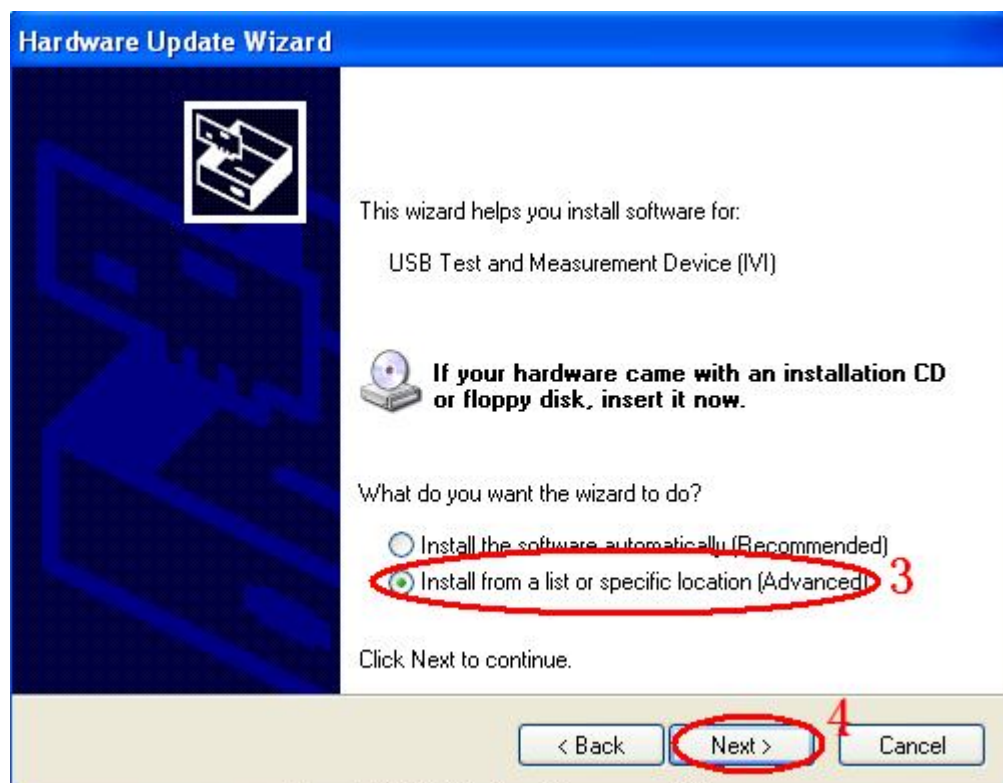 Hardware Update Wizard
This wizard helps you install software for:
USB Test and Measurement Device (IVI)
If your hardware came with an installation CD
or floppy disk, insert it now.
What do you want the wizard to do?
Install the software automatically (Recommended)
Install from a list or specific location (Advanced) 3
Click Next to continue.
< Back Next > 4 Cancel